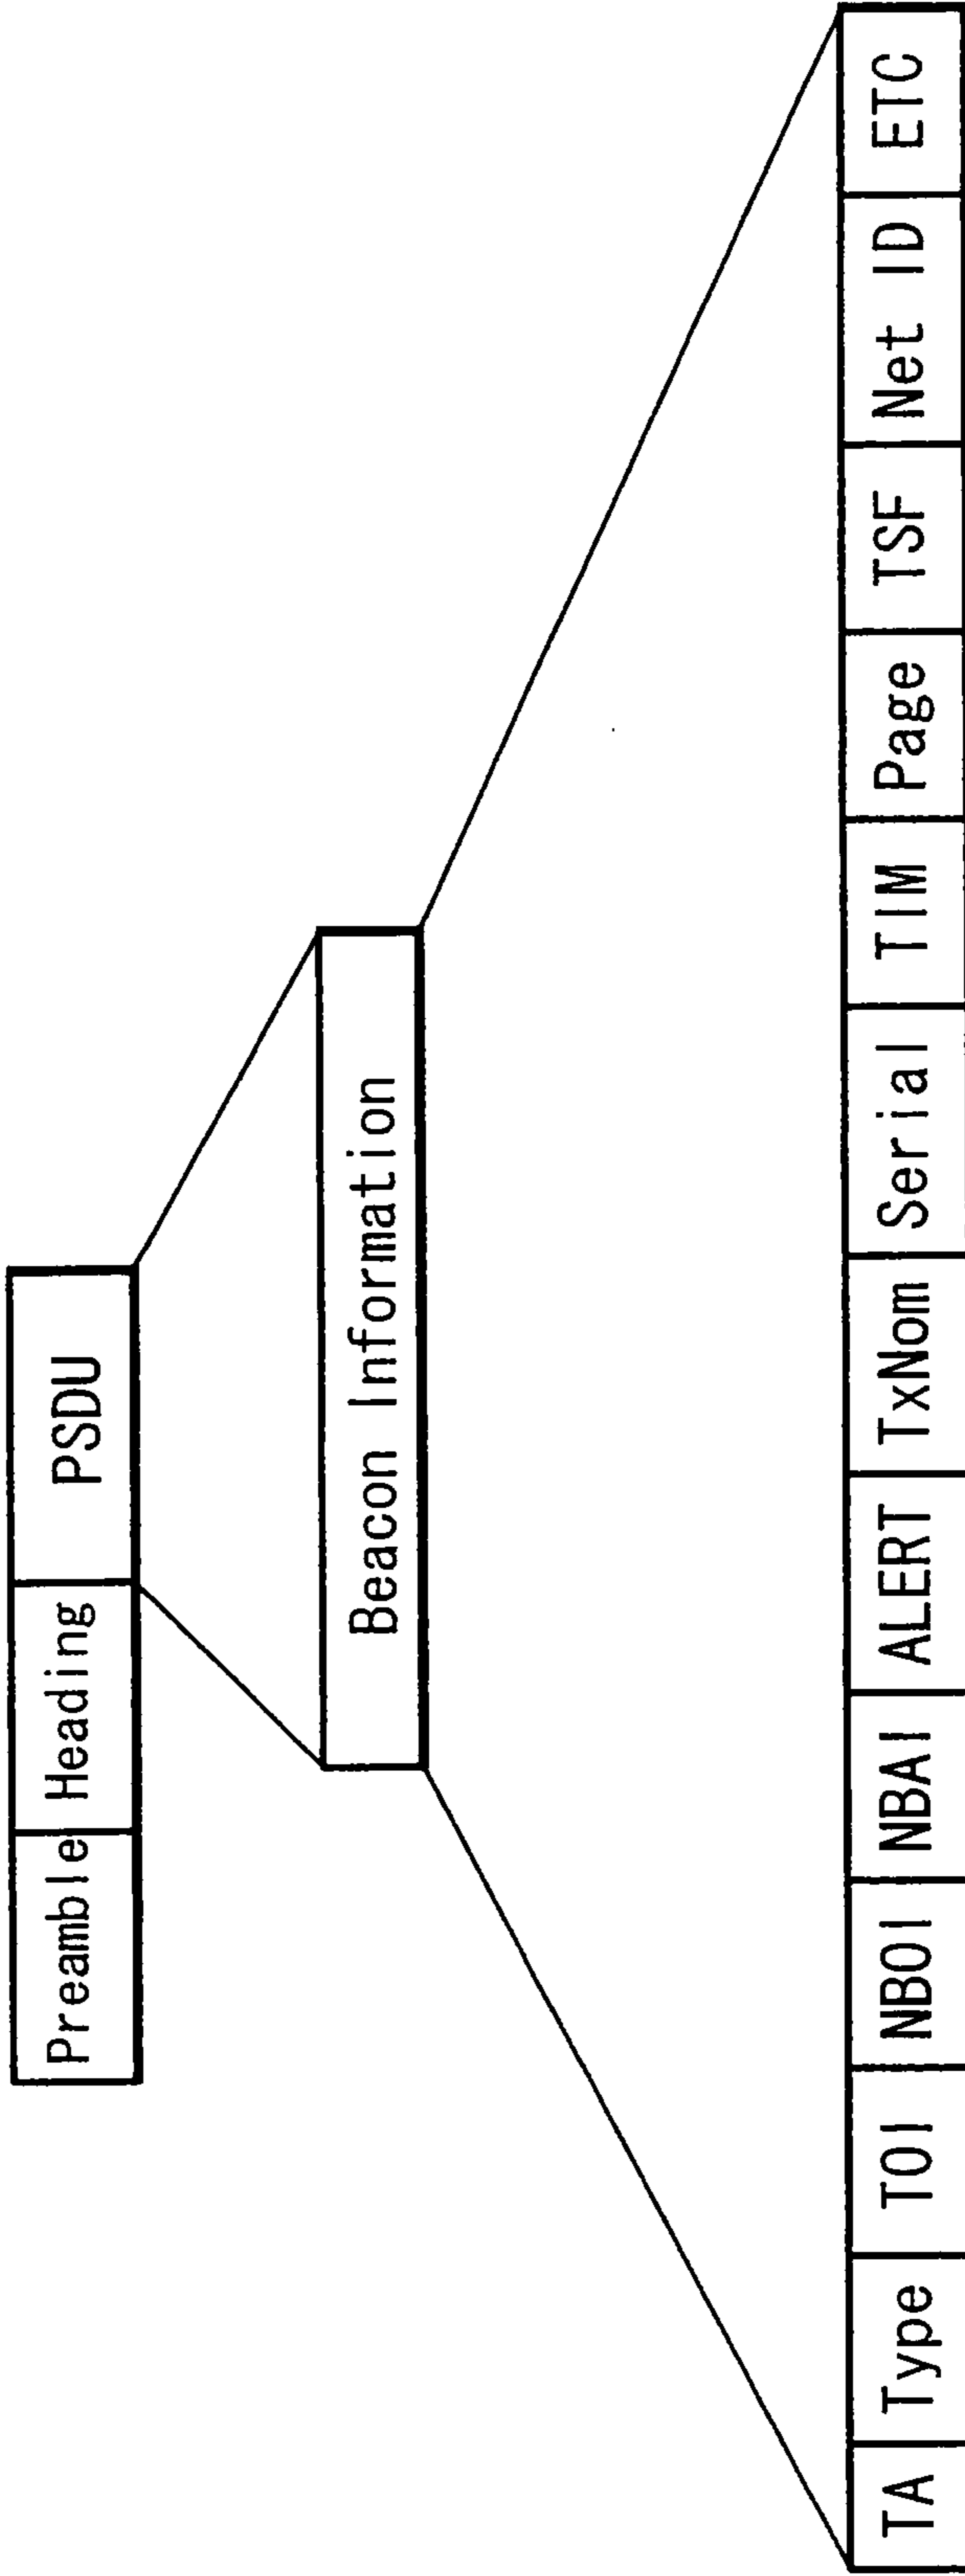 Preamble Heading PSDU
Beacon Information
TA Type TOI NBOI NBAI ALERT TxNom Serial TIM Page TSF Net ID ETC